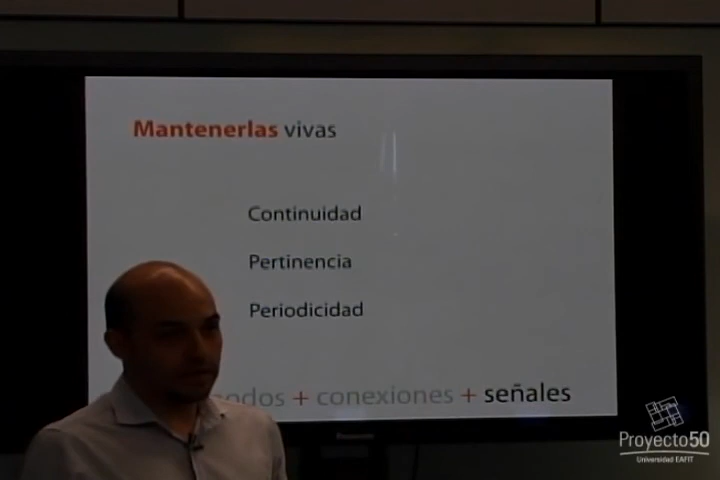 Mantenerlas vivas
Continuidad
Pertinencia
Periodicidad
+ conexiones + señales
Proyecto50
Universidad EAFIT